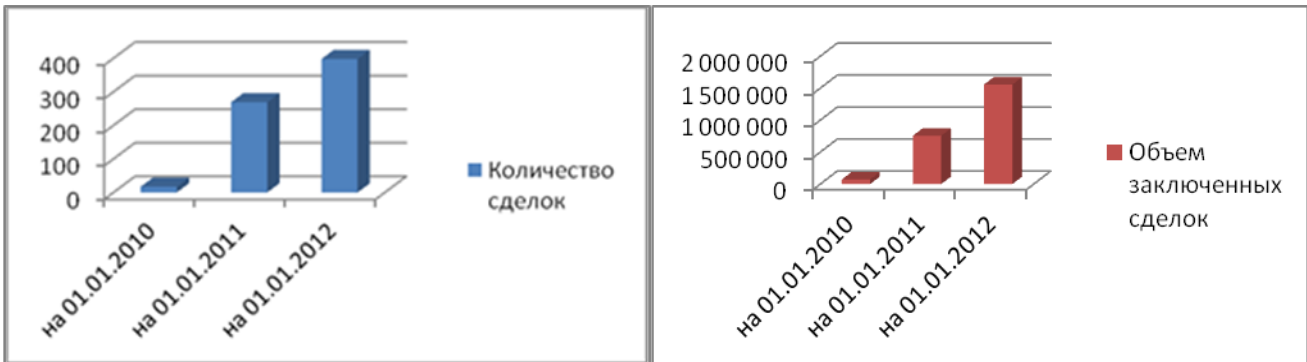 400
300
200
100
0
на 01.01.2010
на 01.01.2011
на 01.01.2012
Количество
сделок
2 000 000
1 500 000
1 000 000
500 000
0
на 01.01.2010
на 01.01.2011
на 01.01.2012
Объем
заключенных
сделок